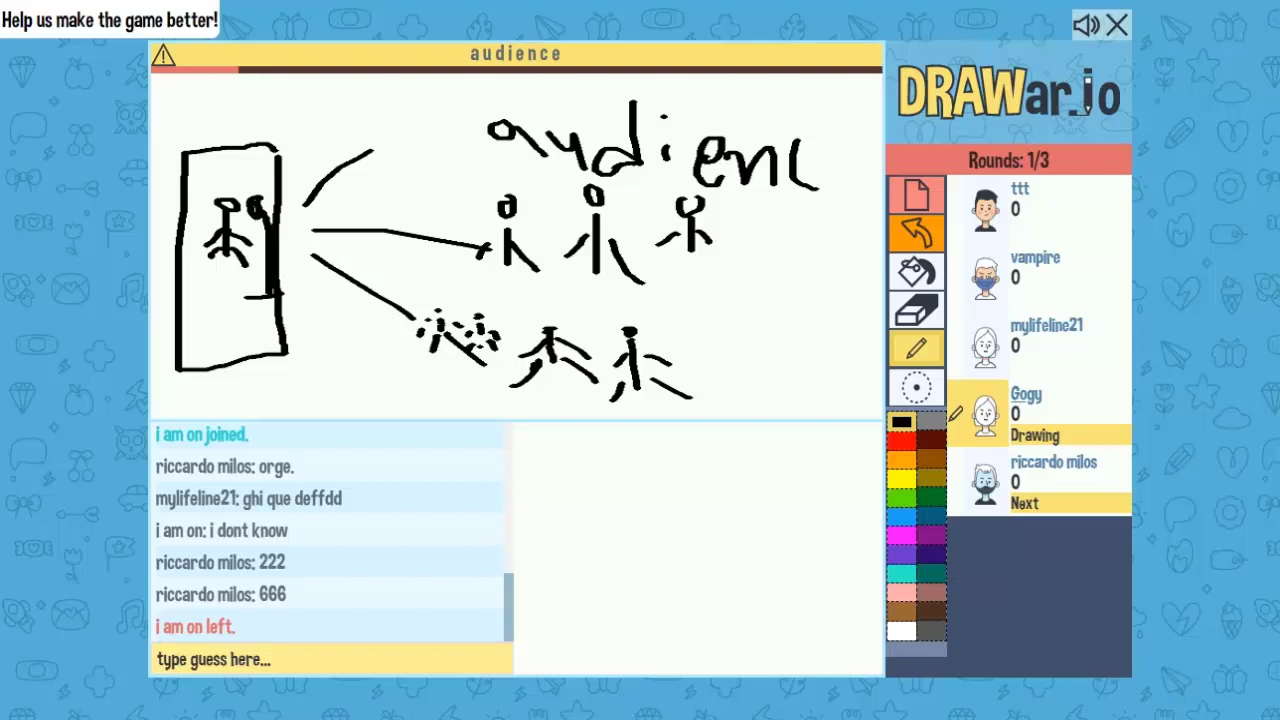 Help us make the game better!
audience
audienc
DRAWar.io
Rounds: 1/3
ttt
0
vampire
0
mylifeline21
0
Gogy
0
Drawing
riccardo milos
0
Next
i am on joined.
riccardo milos: orge.
mylifeline21: ghi que deffdd
i am on: i dont know
riccardo milos: 222
riccardo milos: 666
i am on left.
type guess here...